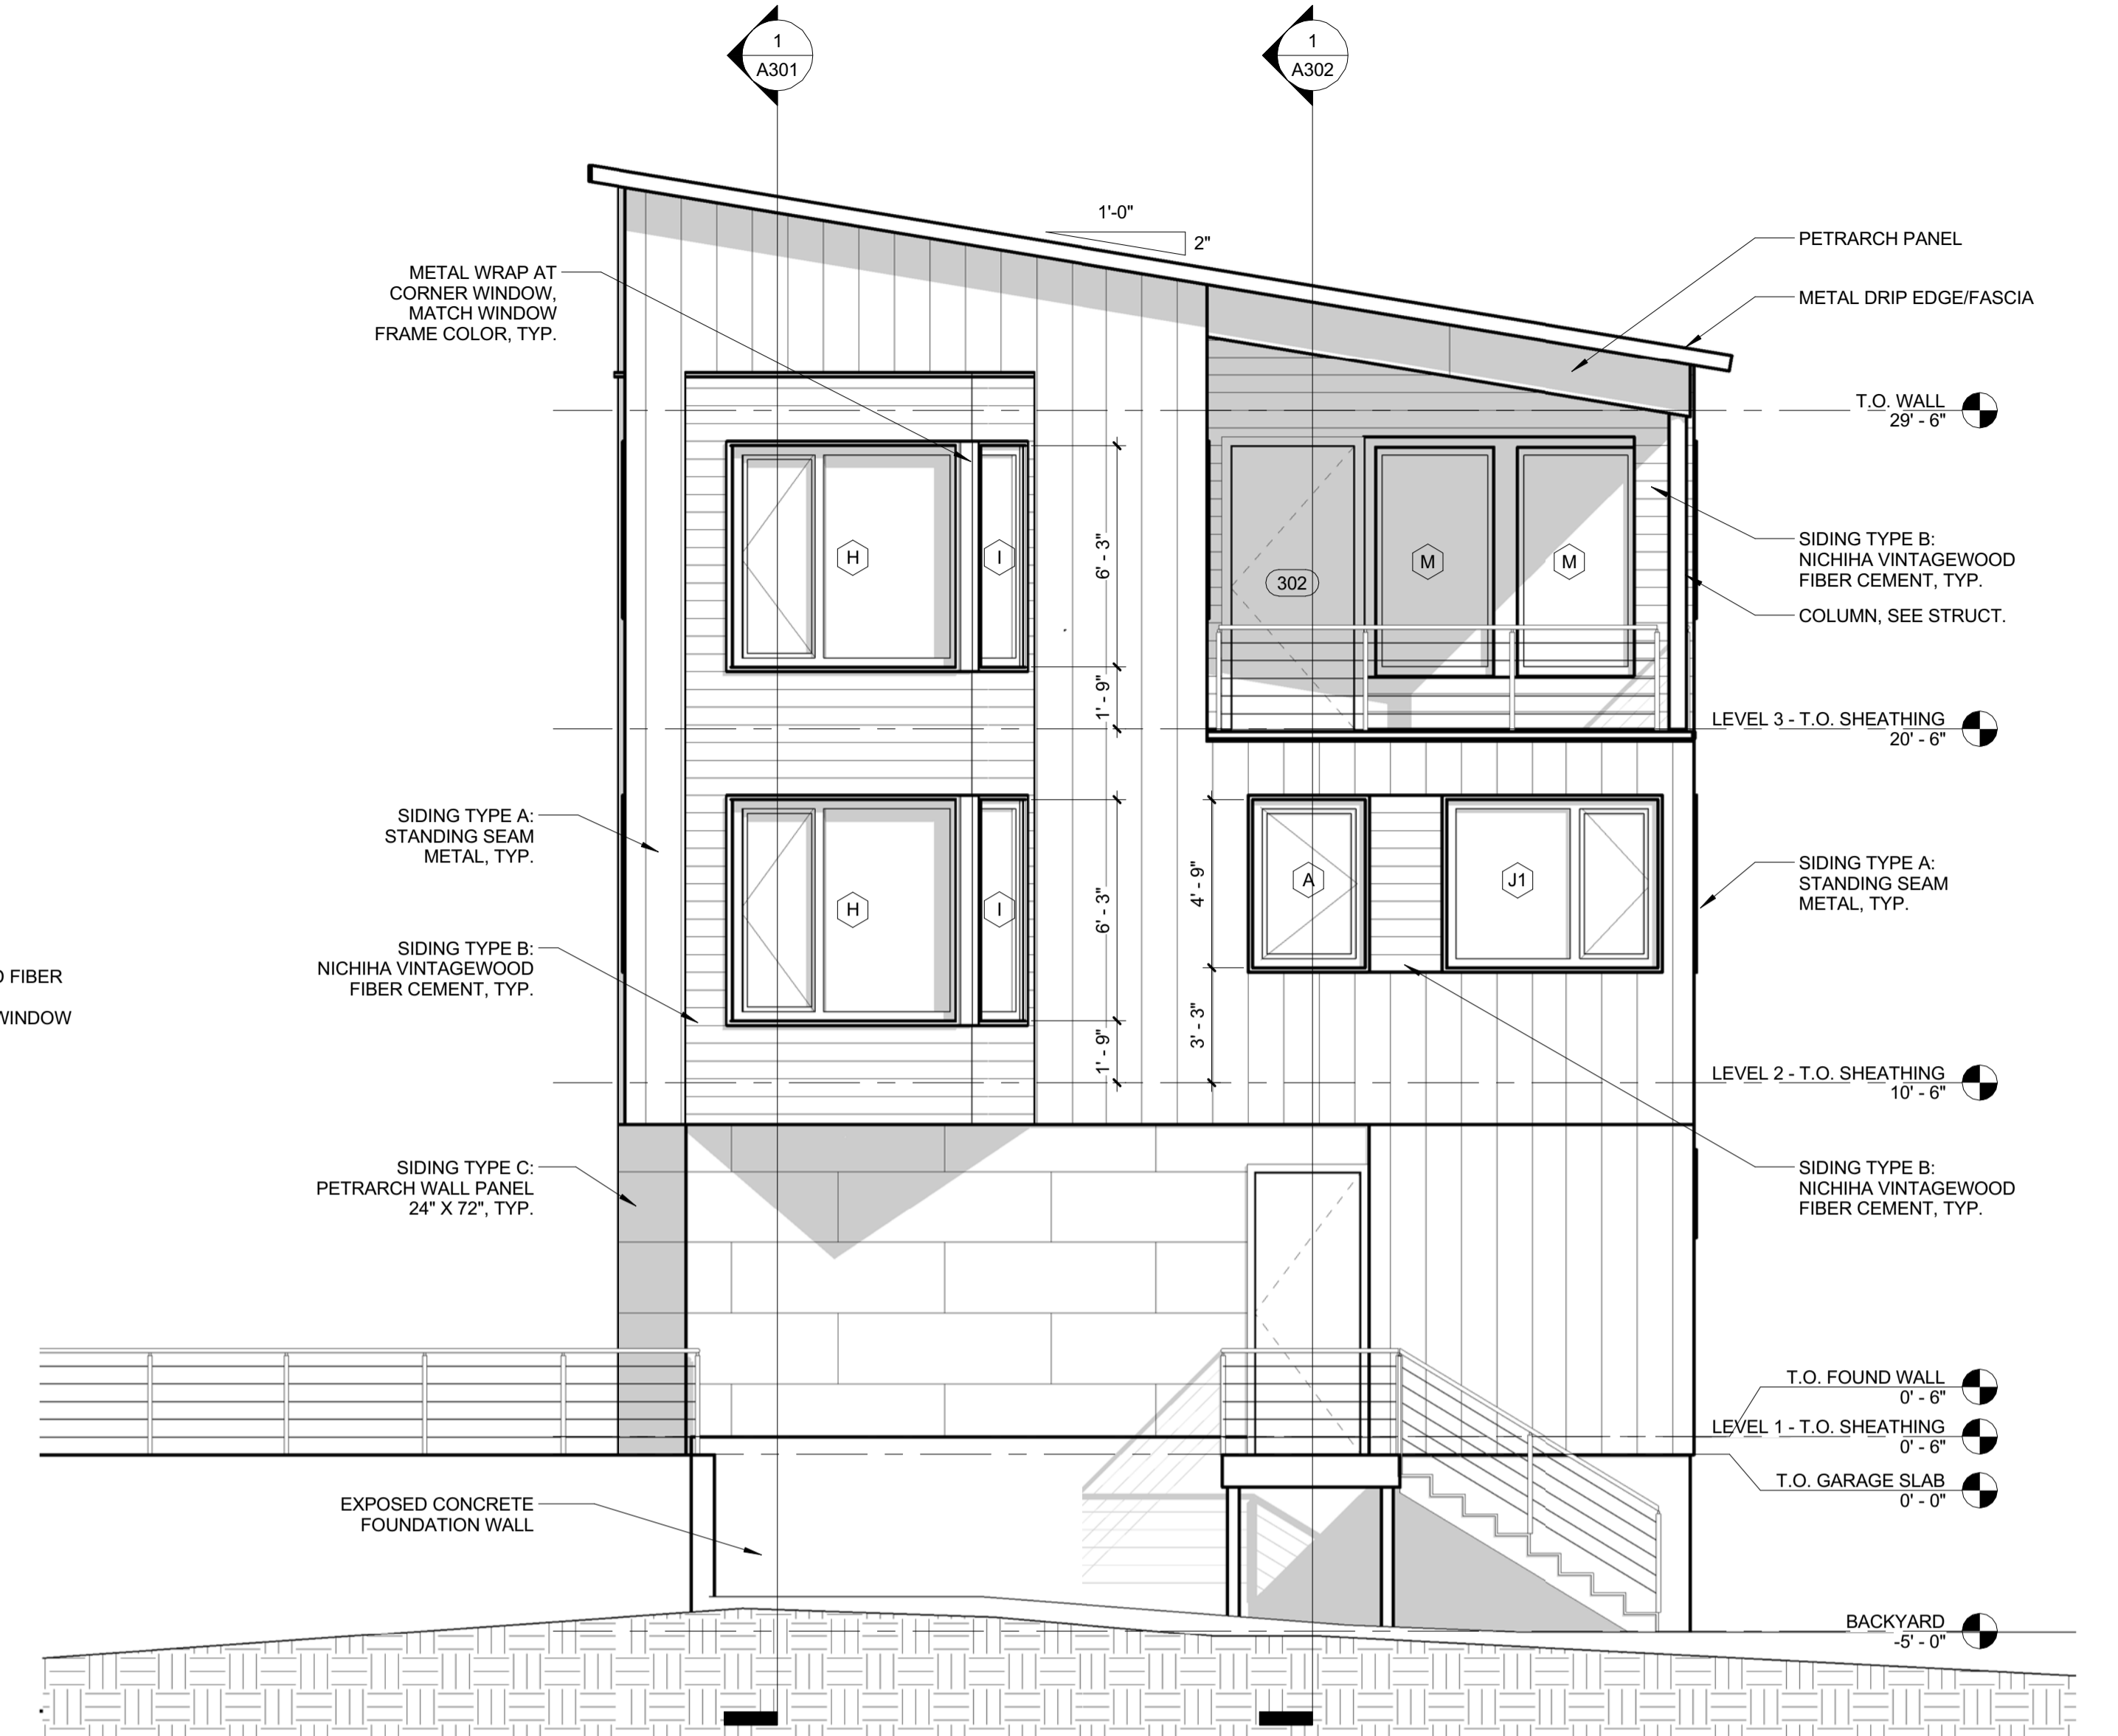 1
A301
1
A302
1'-0"
2"
METAL WRAP AT
CORNER WINDOW,
MATCH WINDOW
FRAME COLOR, TYP.
PETRARCH PANEL
METAL DRIP EDGE/FASCIA
T.O. WALL
29' - 6"
6' - 3"
H
I
302
M
M
SIDING TYPE B:
NICHIHA VINTAGEWOOD
FIBER CEMENT, TYP.
COLUMN, SEE STRUCT.
1' - 9"
LEVEL 3 - T.O. SHEATHING
20' - 6"
SIDING TYPE A:
STANDING SEAM
METAL, TYP.
6' - 3"
4' - 9"
H
I
A
J1
SIDING TYPE A:
STANDING SEAM
METAL, TYP.
SIDING TYPE B:
NICHIHA VINTAGEWOOD
FIBER CEMENT, TYP.
FIBER
WINDOW
1' - 9"
3' - 3"
LEVEL 2 - T.O. SHEATHING
10' - 6"
SIDING TYPE C:
PETRARCH WALL PANEL
24" X 72", TYP.
SIDING TYPE B:
NICHIHA VINTAGEWOOD
FIBER CEMENT, TYP.
T.O. FOUND WALL
0' - 6"
LEVEL 1 - T.O. SHEATHING
0' - 6"
T.O. GARAGE SLAB
0' - 0"
EXPOSED CONCRETE
FOUNDATION WALL
BACKYARD
-5' - 0"